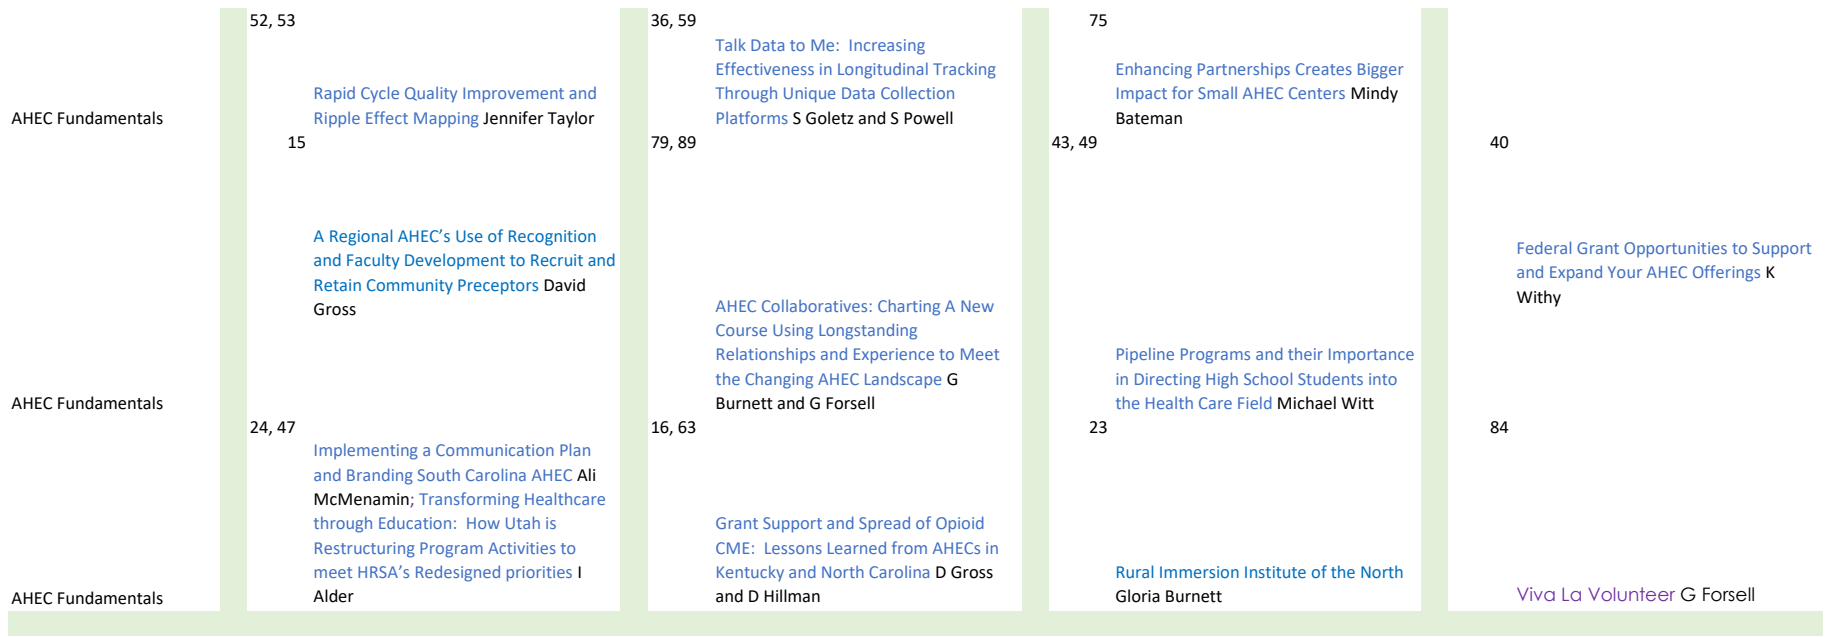 52, 53
36, 59
75
AHEC Fundamentals
Rapid Cycle Quality Improvement and
Ripple Effect Mapping Jennifer Taylor
Talk Data to Me:  Increasing
Effectiveness in Longitudinal Tracking
Through Unique Data Collection
Platforms S Goletz and S Powell
Enhancing Partnerships Creates Bigger
Impact for Small AHEC Centers Mindy
Bateman
15
79, 89
43, 49
40
AHEC Fundamentals
A Regional AHEC’s Use of Recognition
and Faculty Development to Recruit and
Retain Community Preceptors David
Gross
AHEC Collaboratives: Charting A New
Course Using Longstanding
Relationships and Experience to Meet
the Changing AHEC Landscape G
Burnett and G Forsell
Pipeline Programs and their Importance
in Directing High School Students into
the Health Care Field Michael Witt
Federal Grant Opportunities to Support
and Expand Your AHEC Offerings K
Withy
24, 47
16, 63
23
84
AHEC Fundamentals
Implementing a Communication Plan
and Branding South Carolina AHEC Ali
McMenamin; Transforming Healthcare
through Education:  How Utah is
Restructuring Program Activities to
meet HRSA’s Redesigned priorities I
Alder
Grant Support and Spread of Opioid
CME:  Lessons Learned from AHECs in
Kentucky and North Carolina D Gross
and D Hillman
Rural Immersion Institute of the North
Gloria Burnett
Viva La Volunteer G Forsell